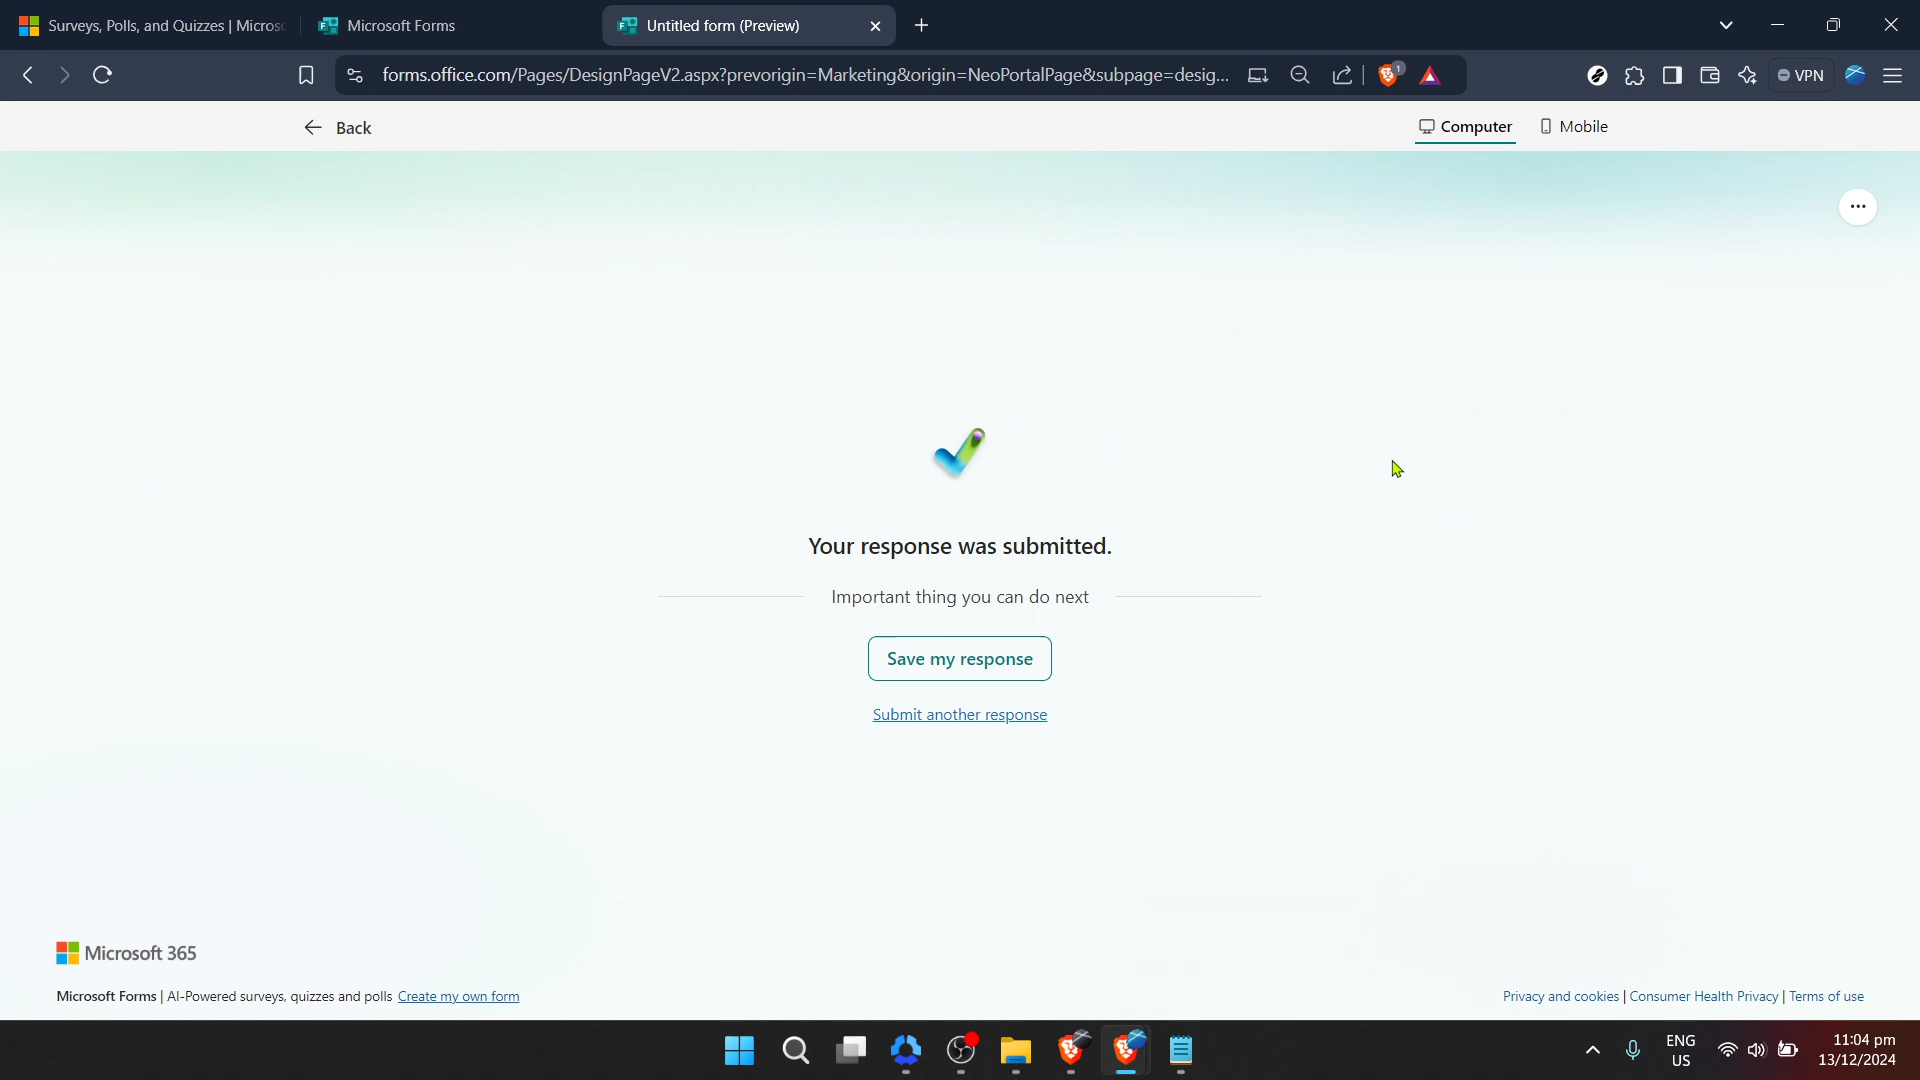 Surveys, Polls, and Quizzes | Micros
Microsoft Forms
Untitled form (Preview)
forms.office.com/Pages/DesignPageV2.aspx?prevorigin=Marketing&origin=NeoPortalPage&subpage=desig...
1
VPN
Back
Computer
Mobile
Your response was submitted.
Important thing you can do next
Save my response
Submit another response
Microsoft 365
Microsoft Forms | AI-Powered surveys, quizzes and polls Create my own form
Privacy and cookies | Consumer Health Privacy | Terms of use
ENG
US
11:04 pm
13/12/2024